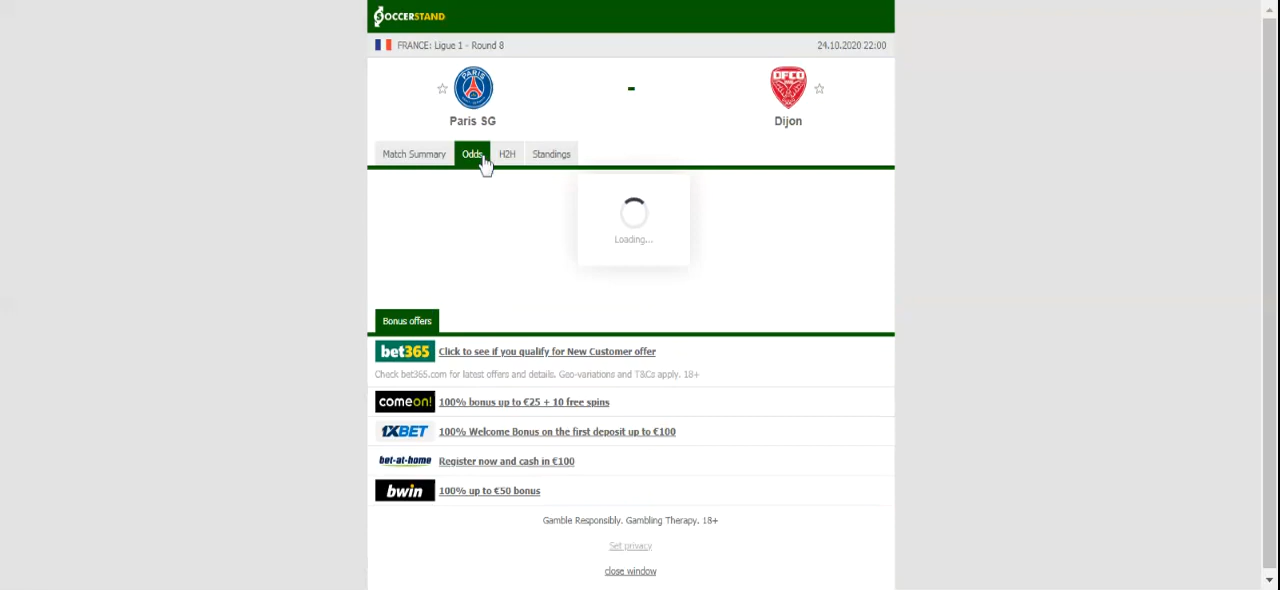 SOCCERSTAND
FRANCE: Ligue 1 - Round 8 24.10.2020 22:00
PARIS DFCO
-
Paris SG Dijon
Match Summary Odds H2H Standings
Loading...
Bonus offers
bet365 Click to see if you qualify for New Customer offer
Check bet365.com for latest offers and details. Geo-variations and T&Cs apply. 18+
comeon! 100% bonus up to €25 + 10 free spins
1XBET 100% Welcome Bonus on the first deposit up to €100
bet-at-home Register now and cash in €100
bwin 100% up to €50 bonus
Gamble Responsibly. Gambling Therapy. 18+
Set privacy
close window